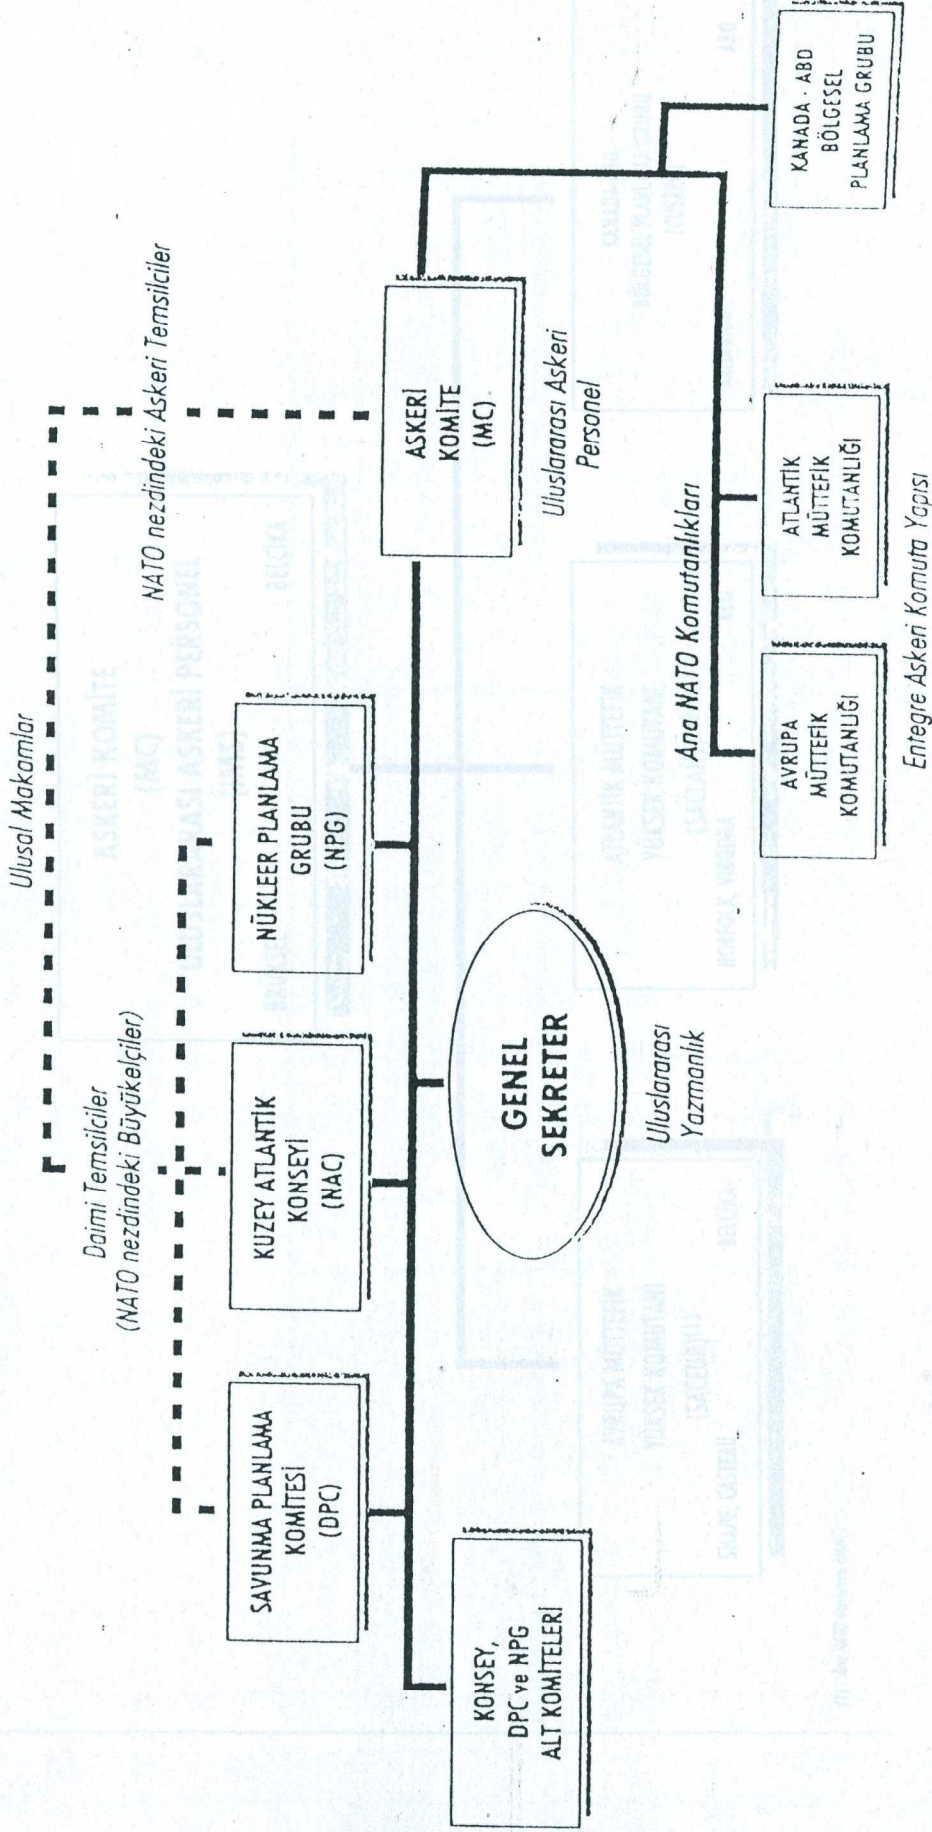 Ulusal Makamlar
Daimi Temsilciler
(NATO nezdindeki Büyükelçiler)
NATO nezdindeki Askeri Temsilciler
SAVUNMA PLANLAMA
KOMİTESİ
(DPC)
KUZEY ATLANTİK
KONSEYİ
(NAC)
NÜKLEER PLANLAMA
GRUBU
(NPG)
ASKERİ
KOMİTE
(MC)
Uluslararası Askeri
Personel
KONSEY,
DPC ve NPG
ALT KOMİTELERİ
GENEL
SEKRETER
Uluslararası
Yazmanlık
Ana NATO Komutanlıkları
AVRUPA
MÜTTEFİK
KOMUTANLIĞI
ATLANTİK
MÜTTEFİK
KOMUTANLIĞI
KANADA - ABD
BÖLGESEL
PLANLAMA GRUBU
Entegre Askeri Komuta Yapısı